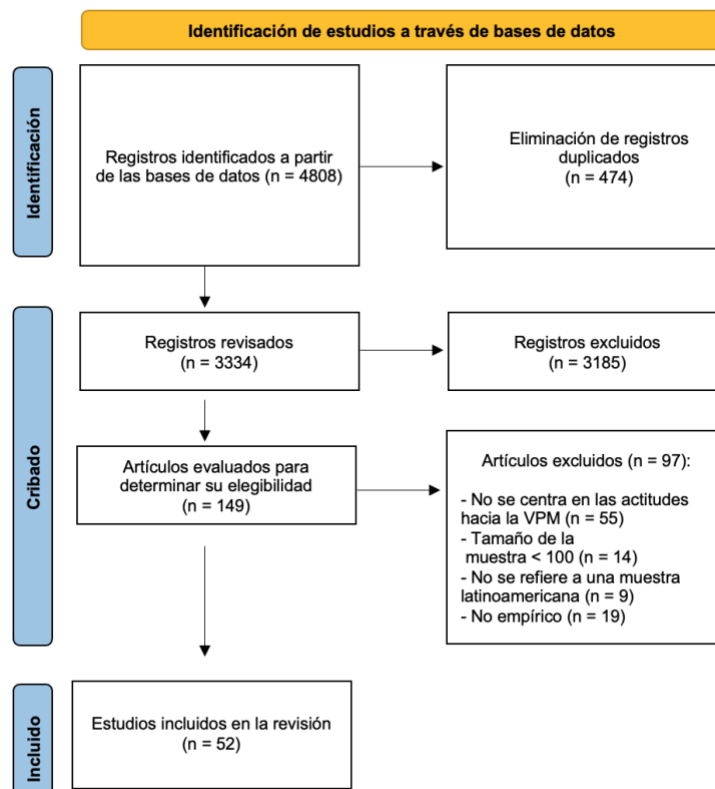 Identificación de estudios a través de bases de datos
Identificación
Registros identificados a partir
de las bases de datos (n = 4808)
Eliminación de registros
duplicados
(n = 474)
Cribado
Registros revisados
(n = 3334)
Registros excluidos
(n = 3185)
Artículos evaluados para
determinar su elegibilidad
(n = 149)
Artículos excluidos (n = 97):
- No se centra en las actitudes
hacia la VPM (n = 55)
- Tamaño de la
muestra < 100 (n = 14)
- No se refiere a una muestra
latinoamericana (n = 9)
- No empírico (n = 19)
Incluido
Estudios incluidos en la revisión
(n = 52)